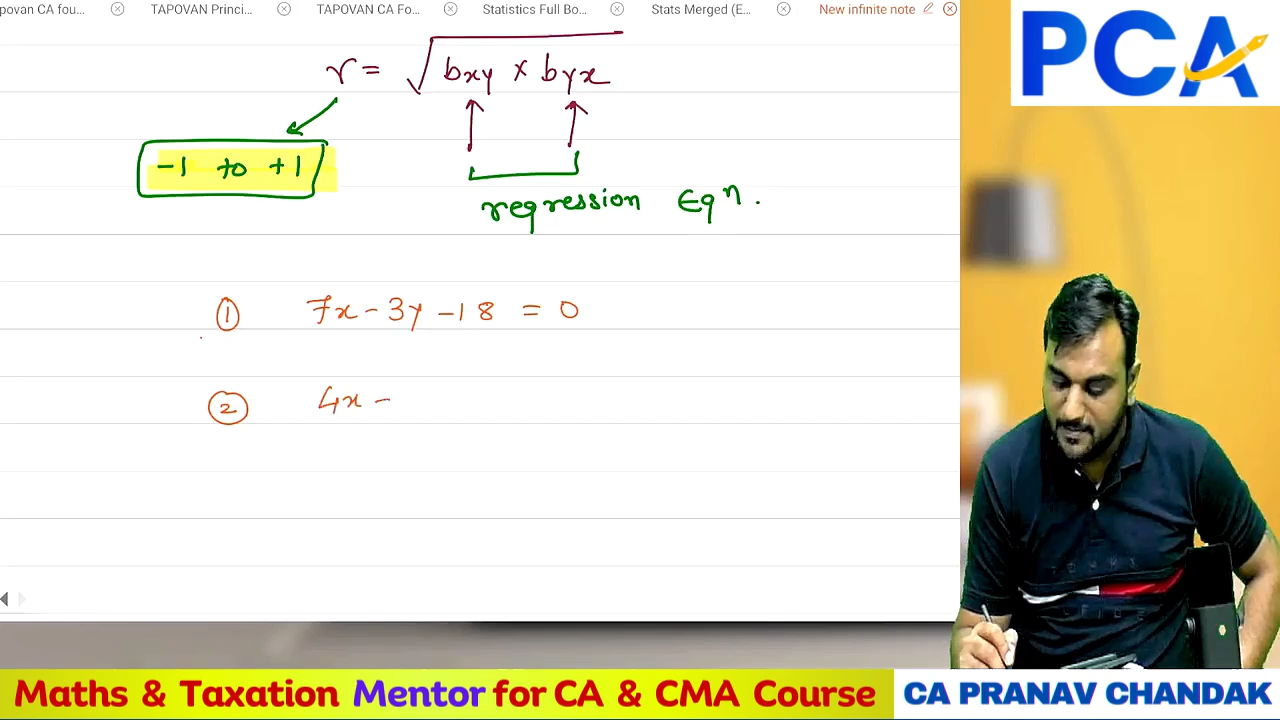 povan CA fou... TAPOVAN Princi... TAPOVAN CA Fo... Statistics Full Bo... Stats Merged (E... New infinite note
PCA
r = √bxy × byx
-1 to +1
regression Eqⁿ.
① 7x - 3y - 18 = 0
② 4x -
Maths & Taxation Mentor for CA & CMA Course
CA PRANAV CHANDAK